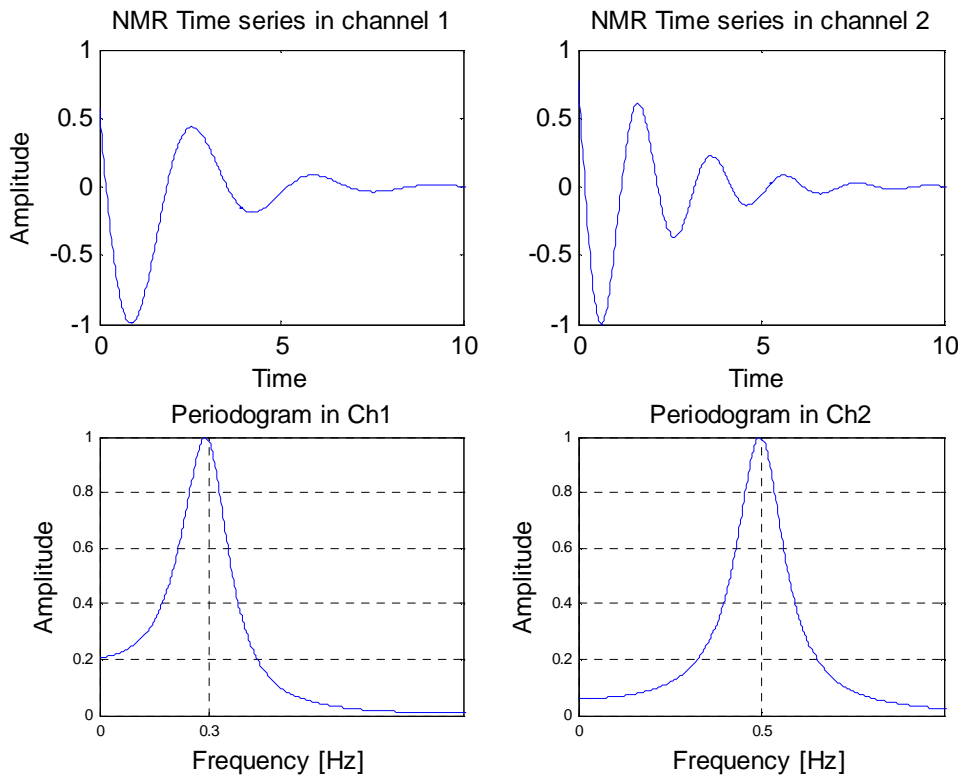 NMR Time series in channel 1
1
0.5
0
-0.5
-1
Amplitude
0
5
10
Time
NMR Time series in channel 2
1
0.5
0
-0.5
-1
0
5
10
Time
Periodogram in Ch1
1
0.8
0.6
0.4
0.2
0
Amplitude
0
0.3
Frequency [Hz]
Periodogram in Ch2
1
0.8
0.6
0.4
0.2
0
Amplitude
0
0.5
Frequency [Hz]